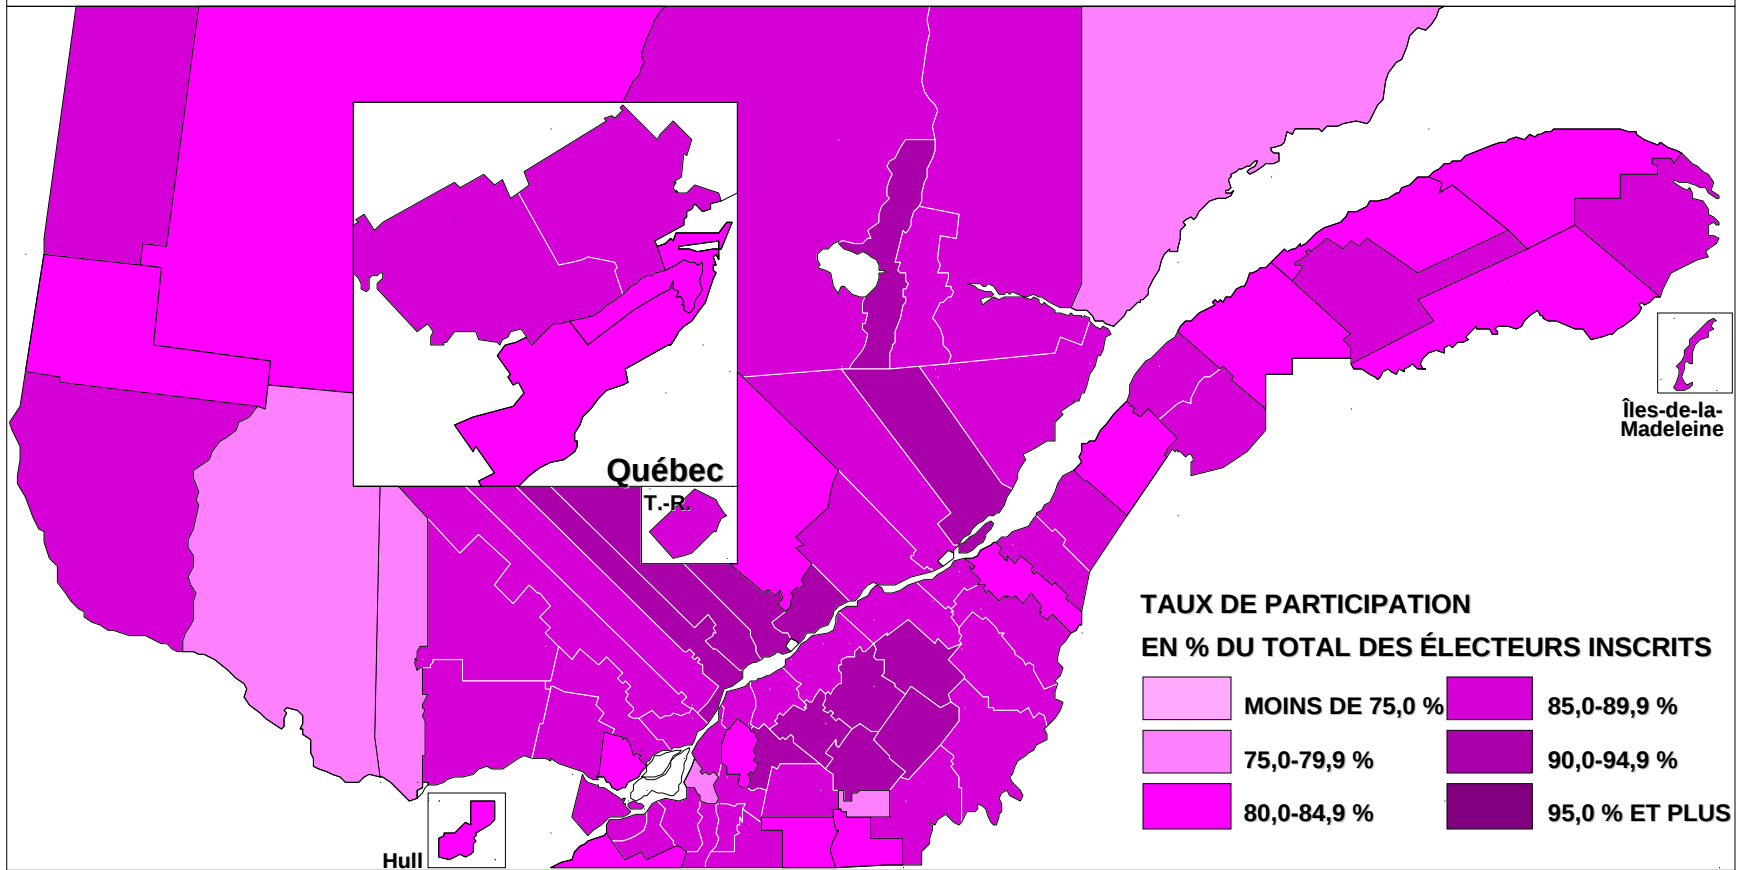 Québec
T.-R.
Îles-de-la-
Madeleine
TAUX DE PARTICIPATION
EN % DU TOTAL DES ÉLECTEURS INSCRITS
MOINS DE 75,0 %
85,0-89,9 %
75,0-79,9 %
90,0-94,9 %
80,0-84,9 %
95,0 % ET PLUS
Hull